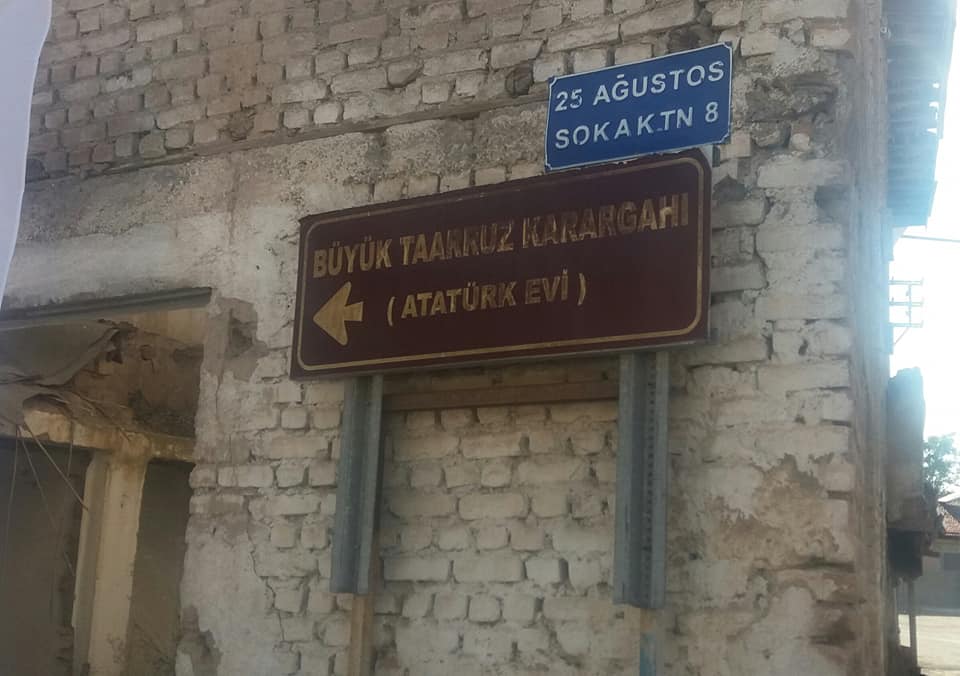 25 AĞUSTOS
SOKAK.TN 8
BÜYÜK TAARRUZ KARARGAHI
( ATATÜRK EVİ )